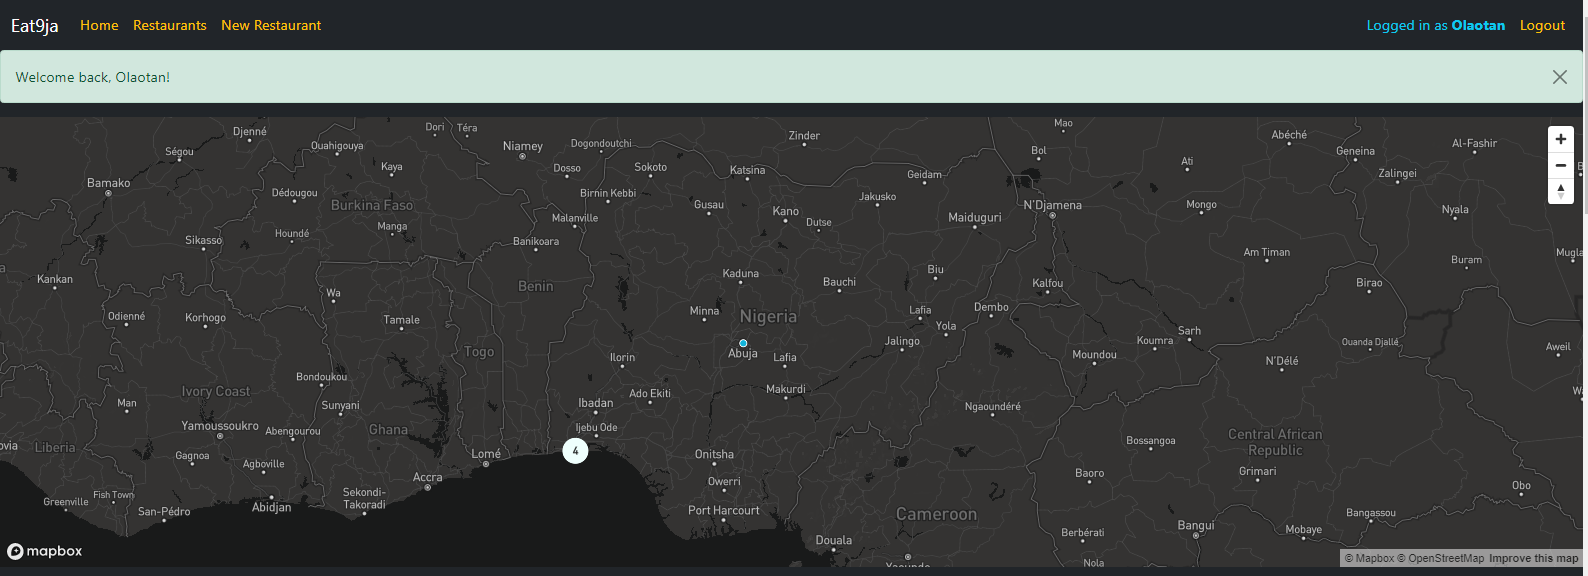 Eat9ja Home Restaurants New Restaurant Logged in as Olaotan Logout
Welcome back, Olaotan!
Djenné
Dori
Téra
Mao
Ouahigouya
Niamey
Dogondoutchi
Zinder
Abéché
Ségou
Bol
Geneina
Al-Fashir
Kaya
Dosso
Sokoto
Katsina
Geidam
Ati
Zalingei
Bamako
Dédougou
Birnin Kebbi
Jakusko
Burkina Faso
Gusau
Kano
N'Djamena
Mongo
Nyala
Malanville
Dutse
Maiduguri
Manga
Houndé
Sikasso
Banikoara
Am Timan
Mugla
Buram
Kankan
Kaduna
Biu
Bauchi
Kalfou
Birao
Benin
Wa
Minna
Nigeria
Lafia
Dembo
Odienné
Korhogo
Tamale
Yola
Sarh
Togo
Ilorin
Abuja
Lafia
Jalingo
Moundou
Koumra
Ouanda Djallé
Aweil
N'Délé
Bondoukou
Ivory Coast
Makurdi
Man
Sunyani
Ibadan
Ado Ekiti
Ngaoundéré
Yamoussoukro
Abengourou
Ghana
Ijebu Ode
Central African
Republic
ovia
Liberia
Bossangoa
4
Gagnoa
Agboville
Lomé
Onitsha
Baoro
Grimari
Accra
Owerri
Obo
Greenville
Fish Town
San-Pédro
Abidjan
Sekondi-
Takoradi
Port Harcourt
Cameroon
Bangassou
Bangui
Mobaye
Berbérati
Douala
Nola
mapbox
© Mapbox © OpenStreetMap Improve this map